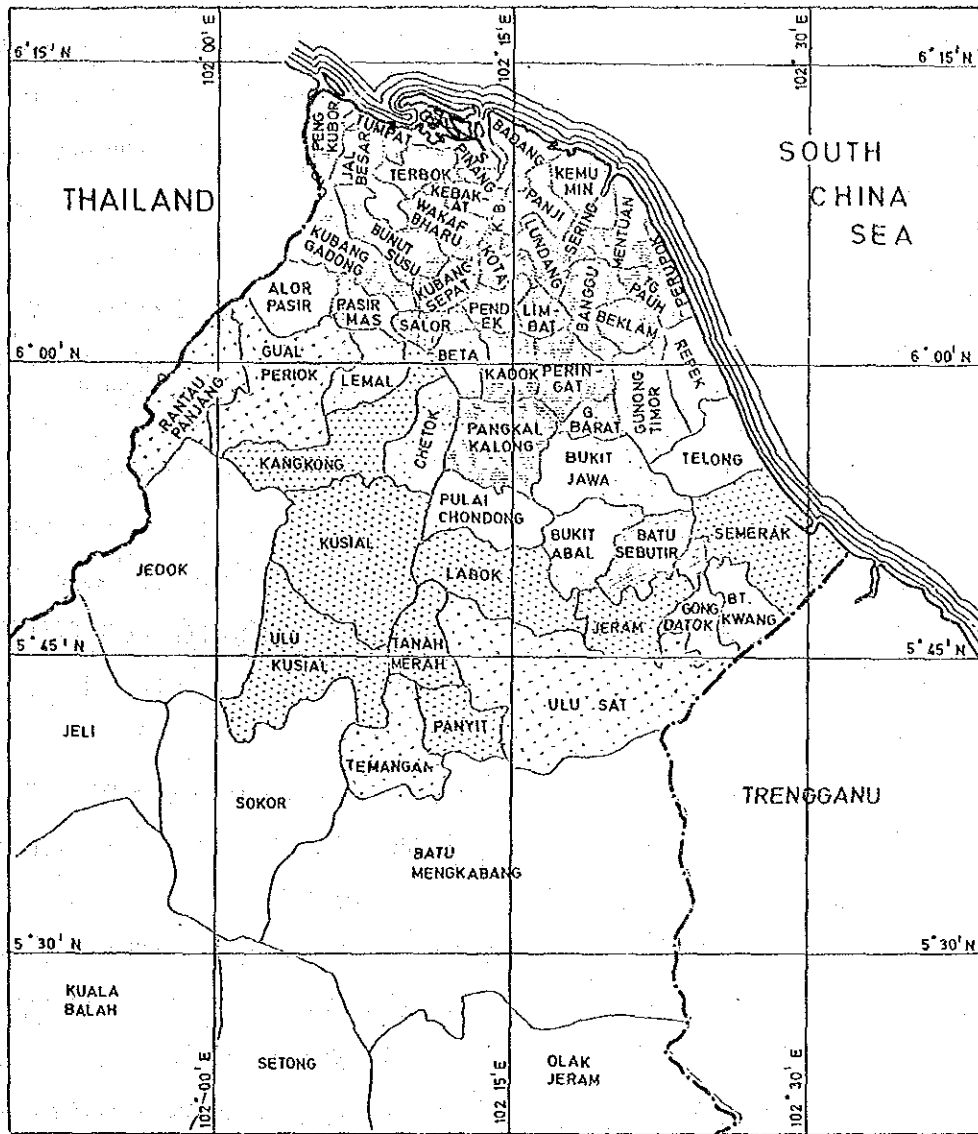 6° 15' N
102° 00' E
102° 15' E
102° 30' E
6° 15' N
THAILAND
SOUTH
CHINA
SEA
PENG
KUBOR
JAL
BESAR
TUMPAT
PINANG
BADANG
TERBOK
KEMU
MIN
KEBAK-
AT
WAKAF
BHARU
K.B.
PANJI
SERING
MENTUAN
PERUPOK
BUNUT
SUSU
KUBANG
GADONG
KUBANG
SEPAT
KOTA
LUNDANG
BANGGU
TG
PAUH
ALOR
PASIR
PASIR
MAS
SALOR
PEND
EK
LIM-
BAT
BEKLAM
6° 00' N
6° 00' N
GUAL
PERIOK
LEMAL
BETA
KADOK
PERIN-
GAT
REPEK
RANTAU
PANJANG
CHETOK
PANGKAL
KALONG
G.
BARAT
GUNONG
TIMOR
KANGKONG
BUKIT
JAWA
TELONG
PULAI
CHONDONG
KUSIAL
BUKIT
ABAL
BATU
SEBUTIR
SEMERAK
JEDOK
LABOK
ULU
KUSIAL
TANAH
MERAH
JERAM
GONG
DATOK
BT.
KWANG
5° 45' N
5° 45' N
JELI
PANYIT
ULU SAT
TEMANGAN
SOKOR
TRENGGANU
BATU
MENGKABANG
5° 30' N
5° 30' N
KUALA
BALAH
SETONG
OLAK
JERAM
102° 00' E
102° 15' E
102° 30' E